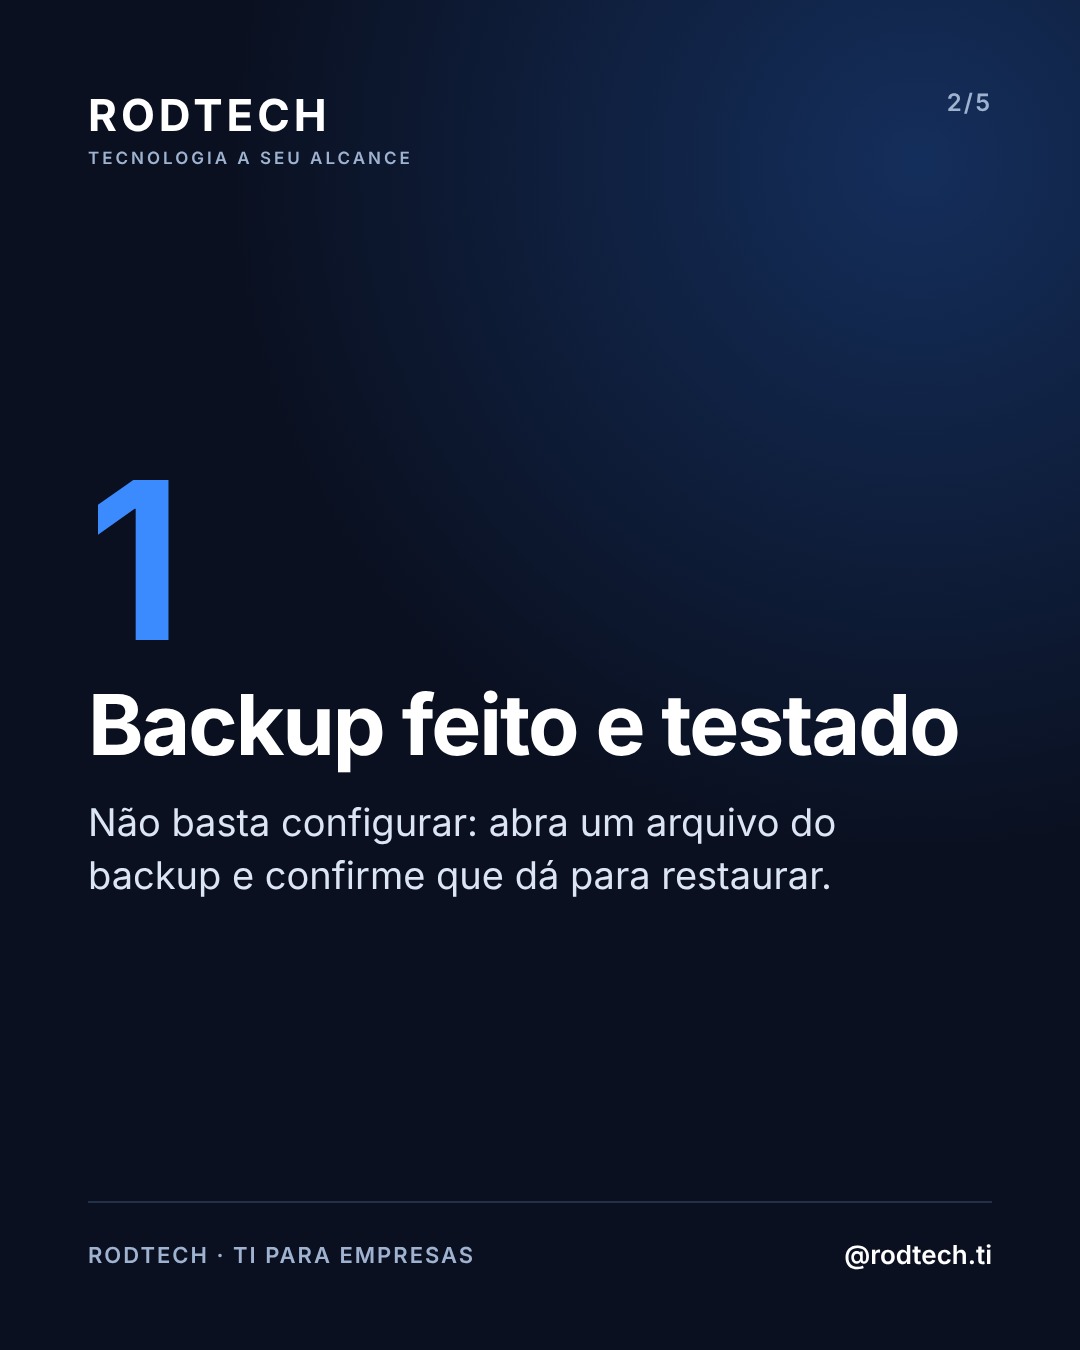 RODTECH
TECNOLOGIA A SEU ALCANCE
2/5
1
Backup feito e testado
Não basta configurar: abra um arquivo do
backup e confirme que dá para restaurar.
RODTECH · TI PARA EMPRESAS
@rodtech.ti